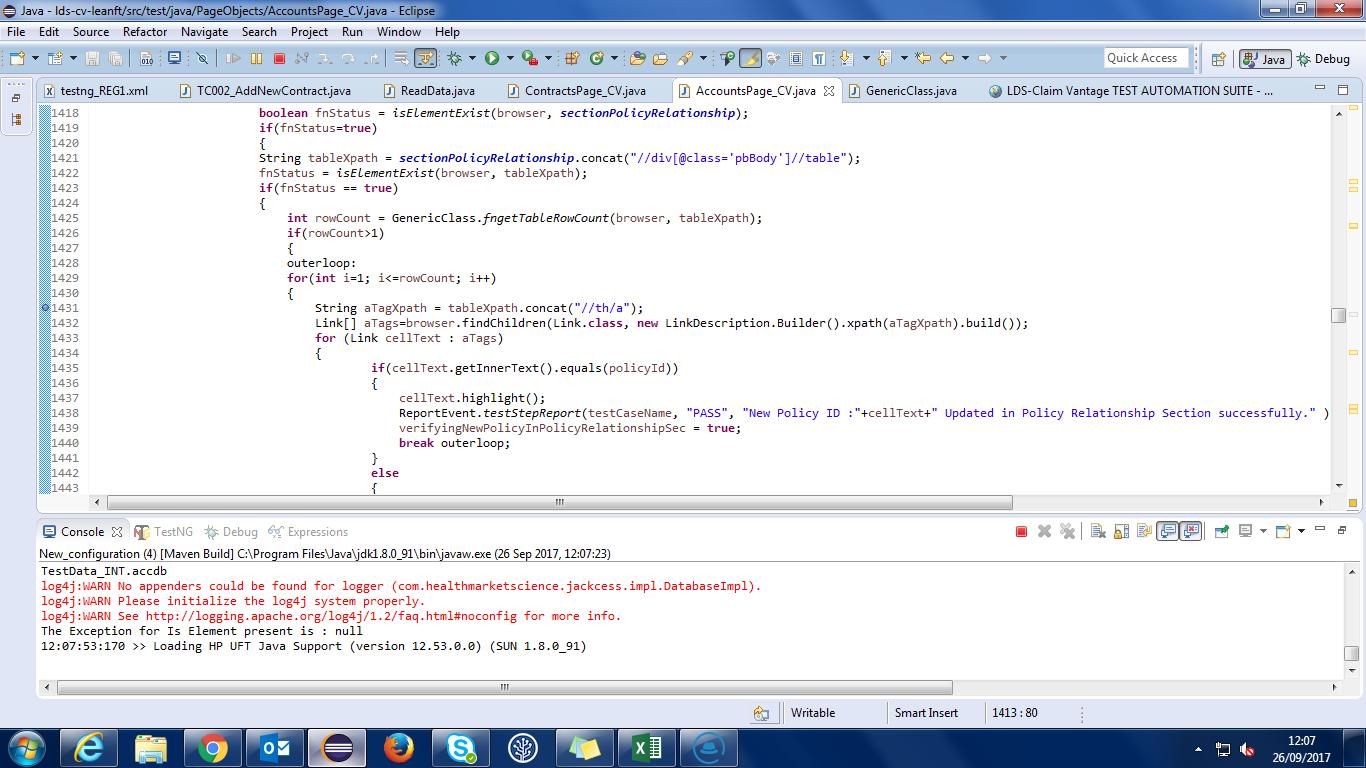 Java - lds-cv-leanft/src/test/java/PageObjects/AccountsPage_CV.java - Eclipse
File Edit Source Refactor Navigate Search Project Run Window Help
Quick Access Java Debug
testng_REG1.xml TC002_AddNewContract.java ReadData.java ContractsPage_CV.java AccountsPage_CV.java GenericClass.java LDS-Claim Vantage TEST AUTOMATION SUITE - ...
1418 boolean fnStatus = isElementExist(browser, sectionPolicyRelationship);
1419 if(fnStatus=true)
1420 {
1421 String tableXpath = sectionPolicyRelationship.concat("//div[@class='pbBody']//table");
1422 fnStatus = isElementExist(browser, tableXpath);
1423 if(fnStatus == true)
1424 {
1425 int rowCount = GenericClass.fngetTableRowCount(browser, tableXpath);
1426 if(rowCount>1)
1427 {
1428 outerloop:
1429 for(int i=1; i<=rowCount; i++)
1430 {
1431 String aTagXpath = tableXpath.concat("//th/a");
1432 Link[] aTags=browser.findChildren(Link.class, new LinkDescription.Builder().xpath(aTagXpath).build());
1433 for (Link cellText : aTags)
1434 {
1435 if(cellText.getInnerText().equals(policyId))
1436 {
1437 cellText.highlight();
1438 ReportEvent.testStepReport(testCaseName, "PASS", "New Policy ID :"+cellText+" Updated in Policy Relationship Section successfully." )
1439 verifyingNewPolicyInPolicyRelationshipSec = true;
1440 break outerloop;
1441 }
1442 else
1443 {
Console TestNG Debug Expressions
New_configuration (4) [Maven Build] C:\Program Files\Java\jdk1.8.0_91\bin\javaw.exe (26 Sep 2017, 12:07:23)
TestData_INT.accdb
log4j:WARN No appenders could be found for logger (com.healthmarketscience.jackcess.impl.DatabaseImpl).
log4j:WARN Please initialize the log4j system properly.
log4j:WARN See http://logging.apache.org/log4j/1.2/faq.html#noconfig for more info.
The Exception for Is Element present is : null
12:07:53:170 >> Loading HP UFT Java Support (version 12.53.0.0) (SUN 1.8.0_91)
Writable Smart Insert 1413 : 80
12:07
26/09/2017